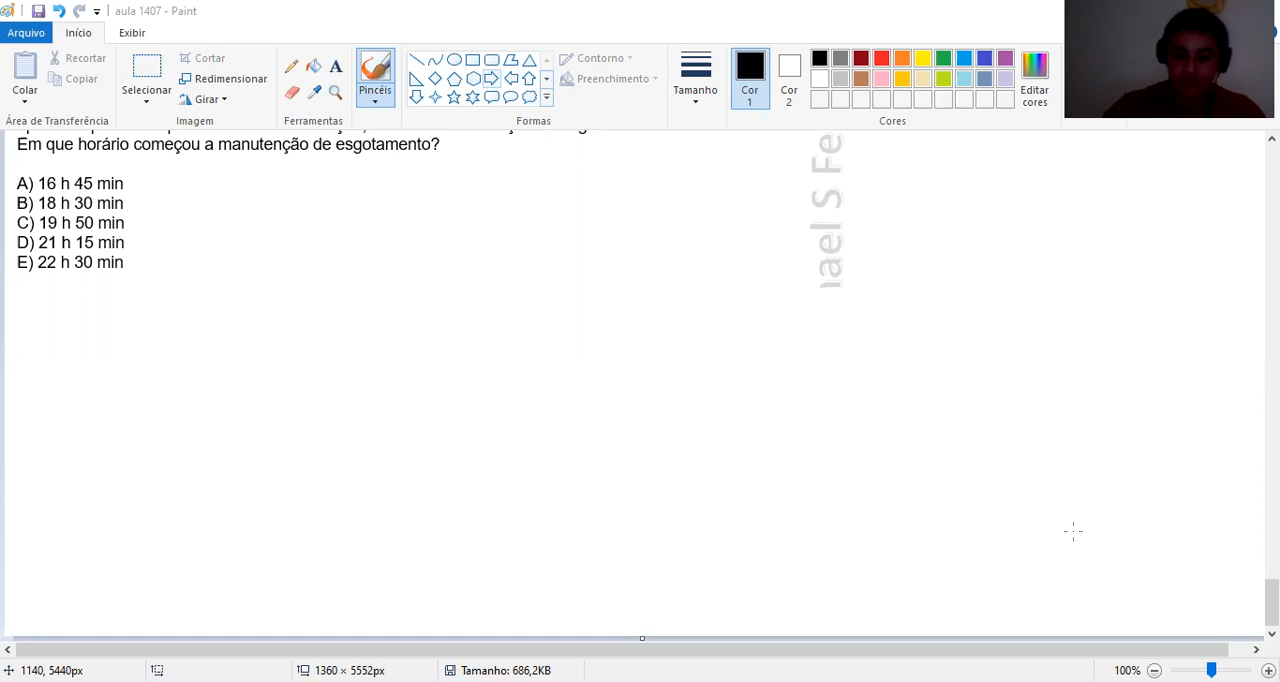 aula 1407 - Paint
Arquivo Início Exibir
Colar
Recortar
Copiar
Área de Transferência
Selecionar
Cortar
Redimensionar
Girar
Imagem
A
Ferramentas
Pincéis
Contorno
Preenchimento
Formas
Tamanho
Cor 1
Cor 2
Editar cores
Cores
Em que horário começou a manutenção de esgotamento?
A) 16 h 45 min
B) 18 h 30 min
C) 19 h 50 min
D) 21 h 15 min
E) 22 h 30 min
ael S Fe
1140, 5440px
1360 × 5552px
Tamanho: 686,2KB
100%